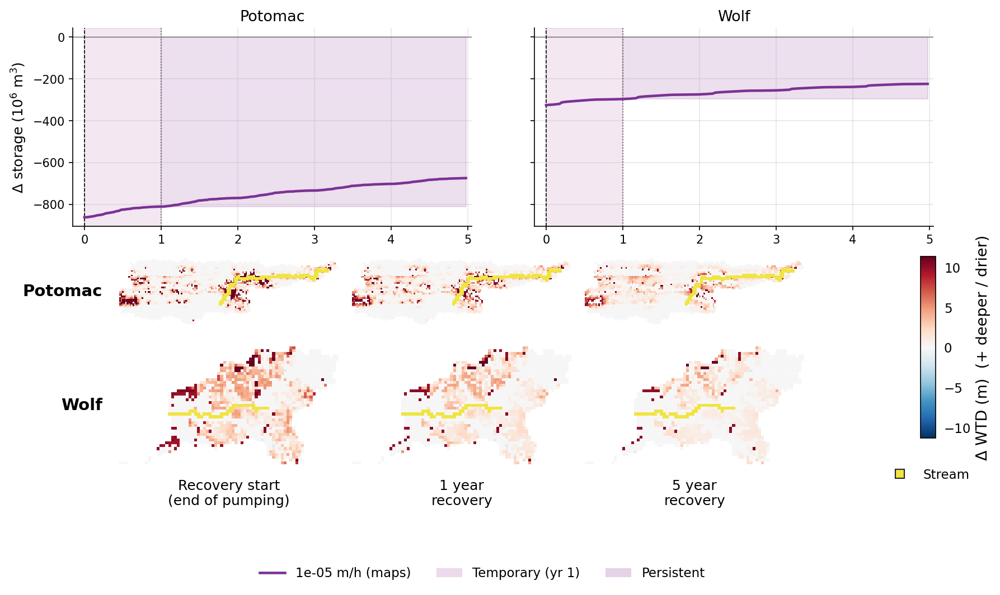 Potomac
Wolf
Δ storage (10⁶ m³)
0
−200
−400
−600
−800
0 1 2 3 4 5
0 1 2 3 4 5
Potomac
Wolf
Recovery start
(end of pumping)
1 year
recovery
5 year
recovery
10
5
0
−5
−10
Δ WTD (m) (+ deeper / drier)
Stream
1e-05 m/h (maps)
Temporary (yr 1)
Persistent